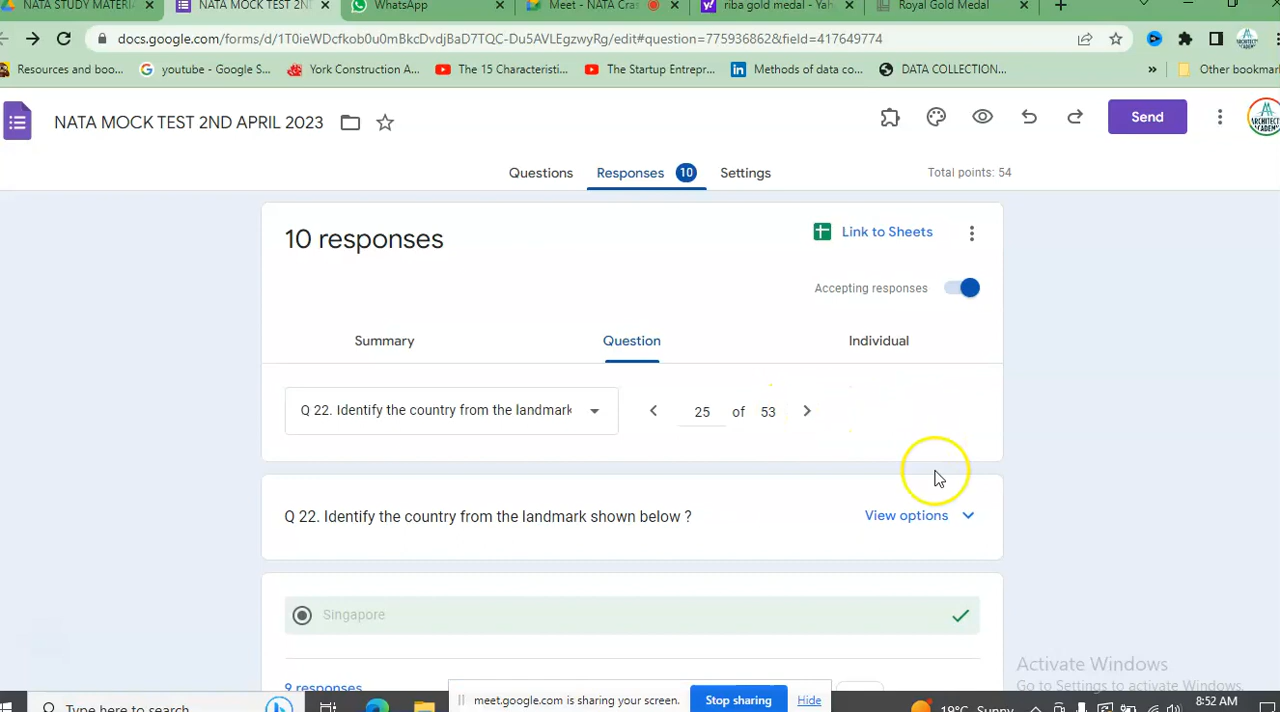 NATA STUDY MATERI
NATA MOCK TEST 2ND
WhatsApp
Meet - NATA Cras
riba gold medal - Yah
Royal Gold Medal
docs.google.com/forms/d/1T0ieWDcfkob0u0mBkcDvdjBaD7TQC-Du5AVLEgzwyRg/edit#question=775936862&field=417649774
Resources and boo...
youtube - Google S...
York Construction A...
The 15 Characteristi...
The Startup Entrepr...
Methods of data co...
DATA COLLECTION...
»
Other bookmar
NATA MOCK TEST 2ND APRIL 2023
Send
ARCHITECT
Questions
Responses 10
Settings
Total points: 54
10 responses
Link to Sheets
Accepting responses
Summary
Question
Individual
Q 22. Identify the country from the landmark
25 of 53
Q 22. Identify the country from the landmark shown below ?
View options
Singapore
9 responses
Activate Windows
Go to Settings to activate Windows.
meet.google.com is sharing your screen.
Stop sharing
Hide
Type here to search
19°C Sunny
8:52 AM